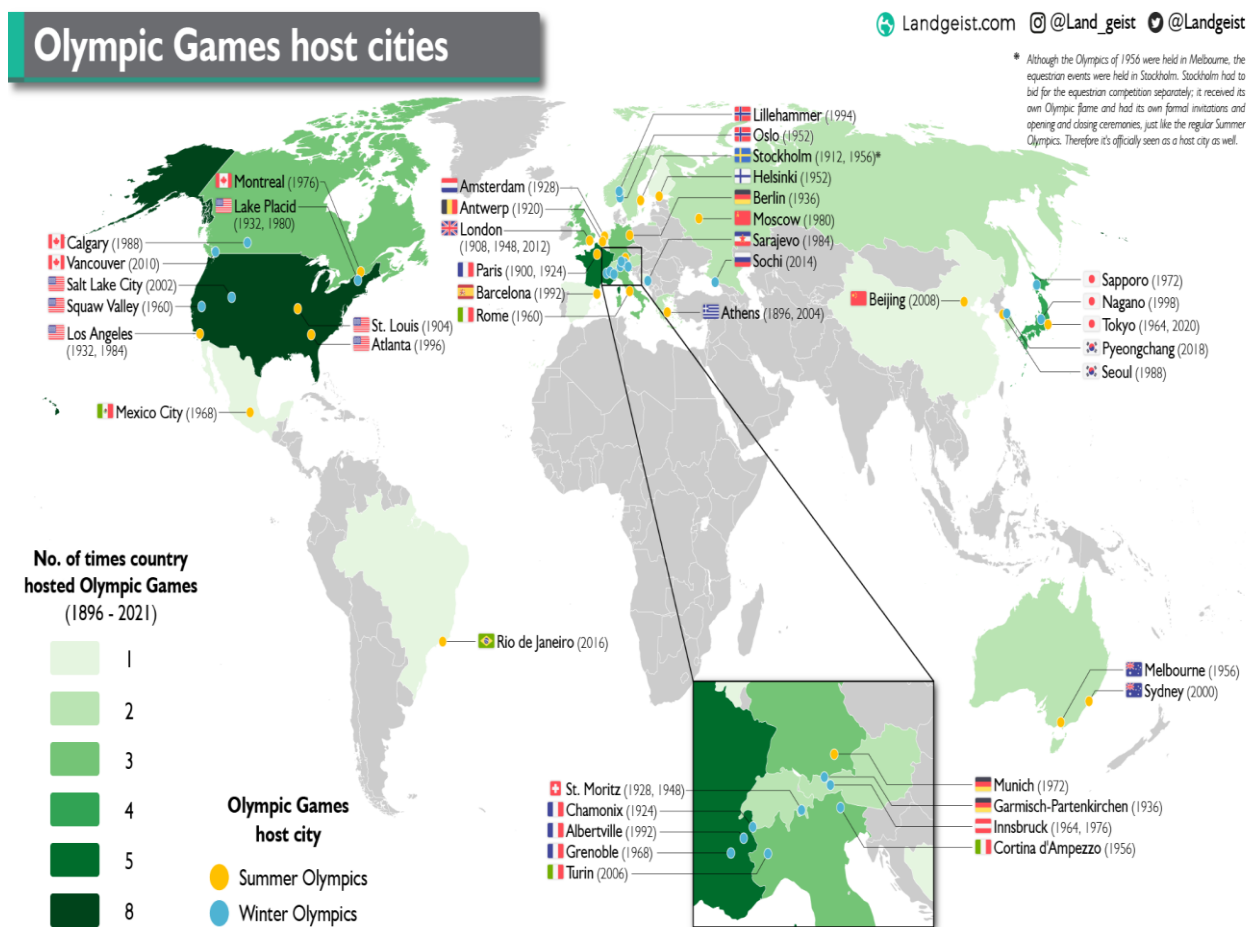 Olympic Games host cities
Landgeist.com @Land_geist @Landgeist
* Although the Olympics of 1956 were held in Melbourne, the
equestrian events were held in Stockholm. Stockholm had to
bid for the equestrian competition separately; it received its
own Olympic flame and had its own formal invitations and
opening and closing ceremonies, just like the regular Summer
Olympics. Therefore it's officially seen as a host city as well.
Montreal (1976)
Lake Placid
(1932, 1980)
Calgary (1988)
Vancouver (2010)
Salt Lake City (2002)
Squaw Valley (1960)
Los Angeles
(1932, 1984)
St. Louis (1904)
Atlanta (1996)
Mexico City (1968)
Amsterdam (1928)
Antwerp (1920)
London
(1908, 1948, 2012)
Paris (1900, 1924)
Barcelona (1992)
Rome (1960)
Lillehammer (1994)
Oslo (1952)
Stockholm (1912, 1956)*
Helsinki (1952)
Berlin (1936)
Moscow (1980)
Sarajevo (1984)
Sochi (2014)
Athens (1896, 2004)
Beijing (2008)
Sapporo (1972)
Nagano (1998)
Tokyo (1964, 2020)
Pyeongchang (2018)
Seoul (1988)
Rio de Janeiro (2016)
Melbourne (1956)
Sydney (2000)
St. Moritz (1928, 1948)
Chamonix (1924)
Albertville (1992)
Grenoble (1968)
Turin (2006)
Munich (1972)
Garmisch-Partenkirchen (1936)
Innsbruck (1964, 1976)
Cortina d'Ampezzo (1956)
No. of times country
hosted Olympic Games
(1896 - 2021)
1
2
3
4
5
8
Olympic Games
host city
Summer Olympics
Winter Olympics